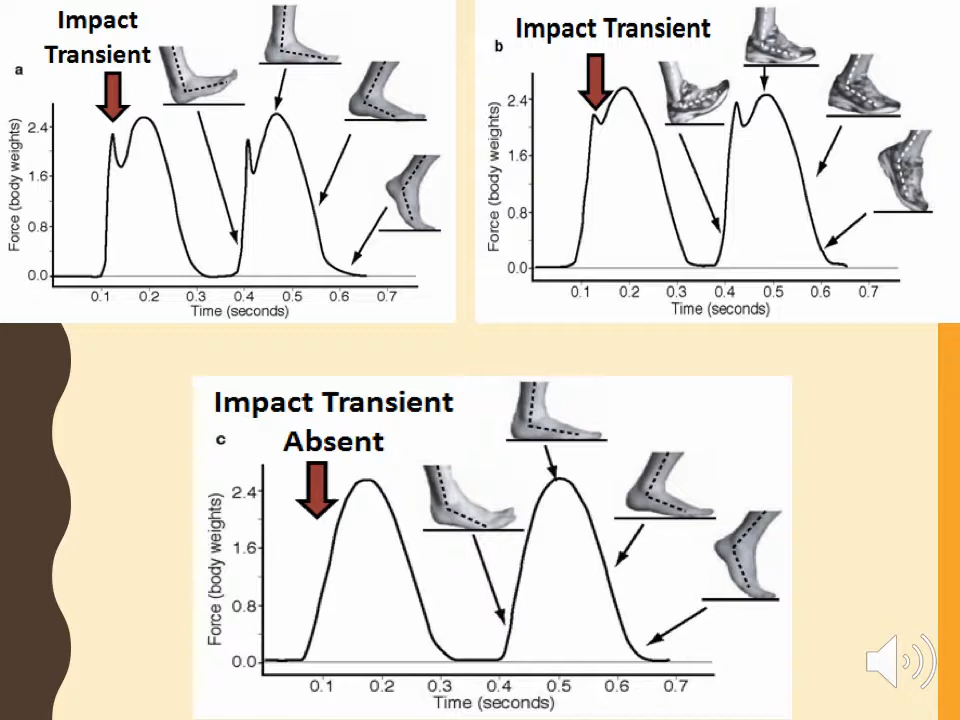 Impact
Transient
a
Force (body weights)
2.4
1.6
0.8
0.0
0.1 0.2 0.3 0.4 0.5 0.6 0.7
Time (seconds)
Impact Transient
b
Force (body weights)
2.4
1.6
0.8
0.0
0.1 0.2 0.3 0.4 0.5 0.6 0.7
Time (seconds)
Impact Transient
Absent
c
Force (body weights)
2.4
1.6
0.8
0.0
0.1 0.2 0.3 0.4 0.5 0.6 0.7
Time (seconds)